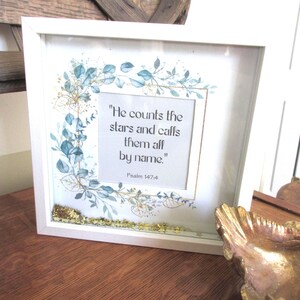 "He counts the
stars and calls
them all
by name."
Psalm 147:4